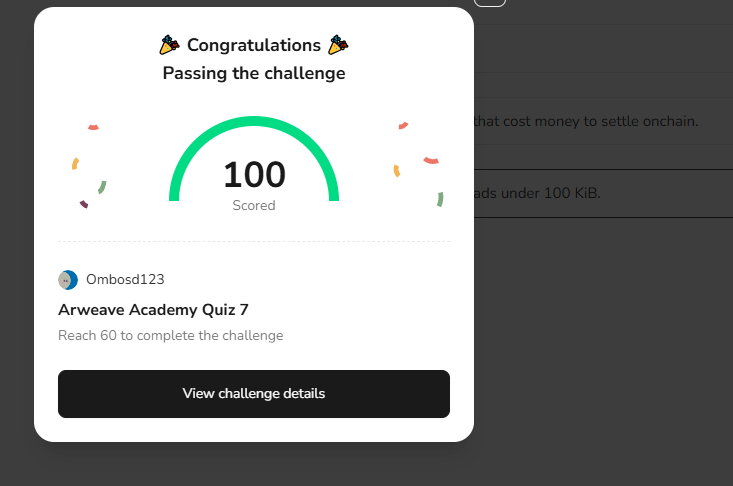 🎉 Congratulations 🎉
Passing the challenge
100
Scored
that cost money to settle onchain.
ads under 100 KiB.
Ombosd123
Arweave Academy Quiz 7
Reach 60 to complete the challenge
View challenge details